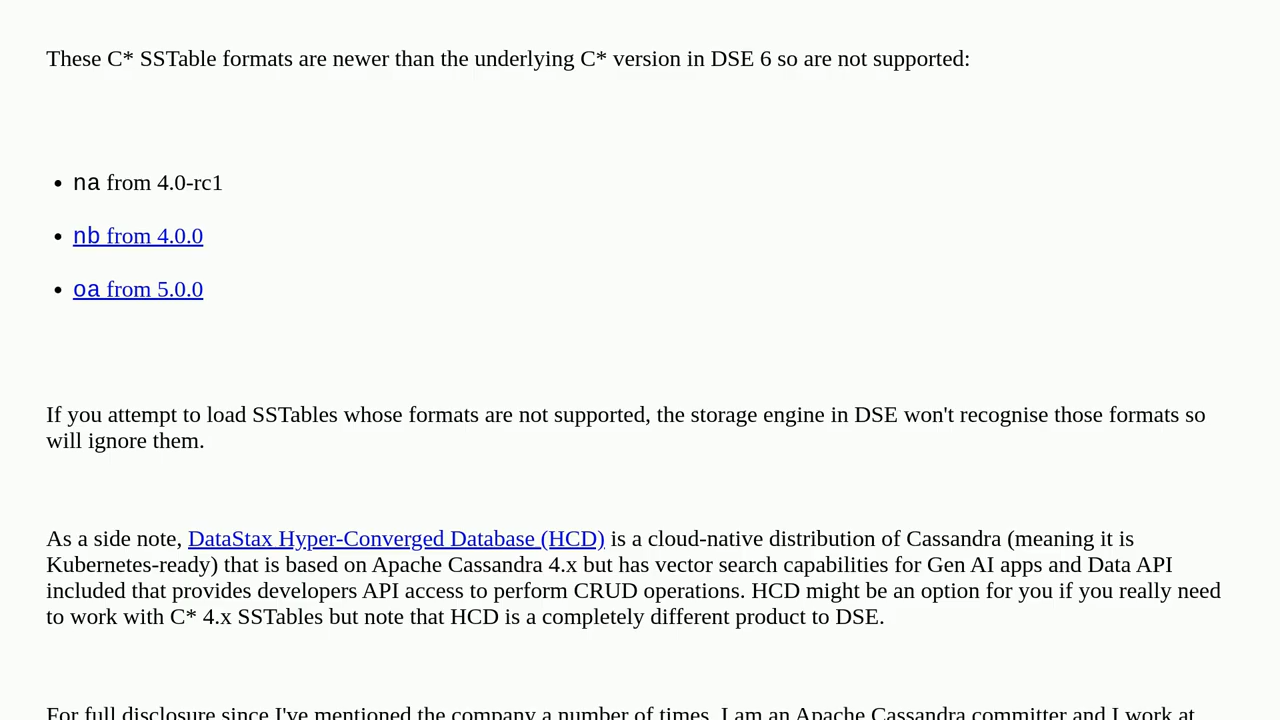 These C* SSTable formats are newer than the underlying C* version in DSE 6 so are not supported:
• na from 4.0-rc1
• nb from 4.0.0
• oa from 5.0.0
If you attempt to load SSTables whose formats are not supported, the storage engine in DSE won't recognise those formats so
will ignore them.
As a side note, DataStax Hyper-Converged Database (HCD) is a cloud-native distribution of Cassandra (meaning it is
Kubernetes-ready) that is based on Apache Cassandra 4.x but has vector search capabilities for Gen AI apps and Data API
included that provides developers API access to perform CRUD operations. HCD might be an option for you if you really need
to work with C* 4.x SSTables but note that HCD is a completely different product to DSE.
For full disclosure since I've mentioned the company a number of times, I am an Apache Cassandra committer and I work at